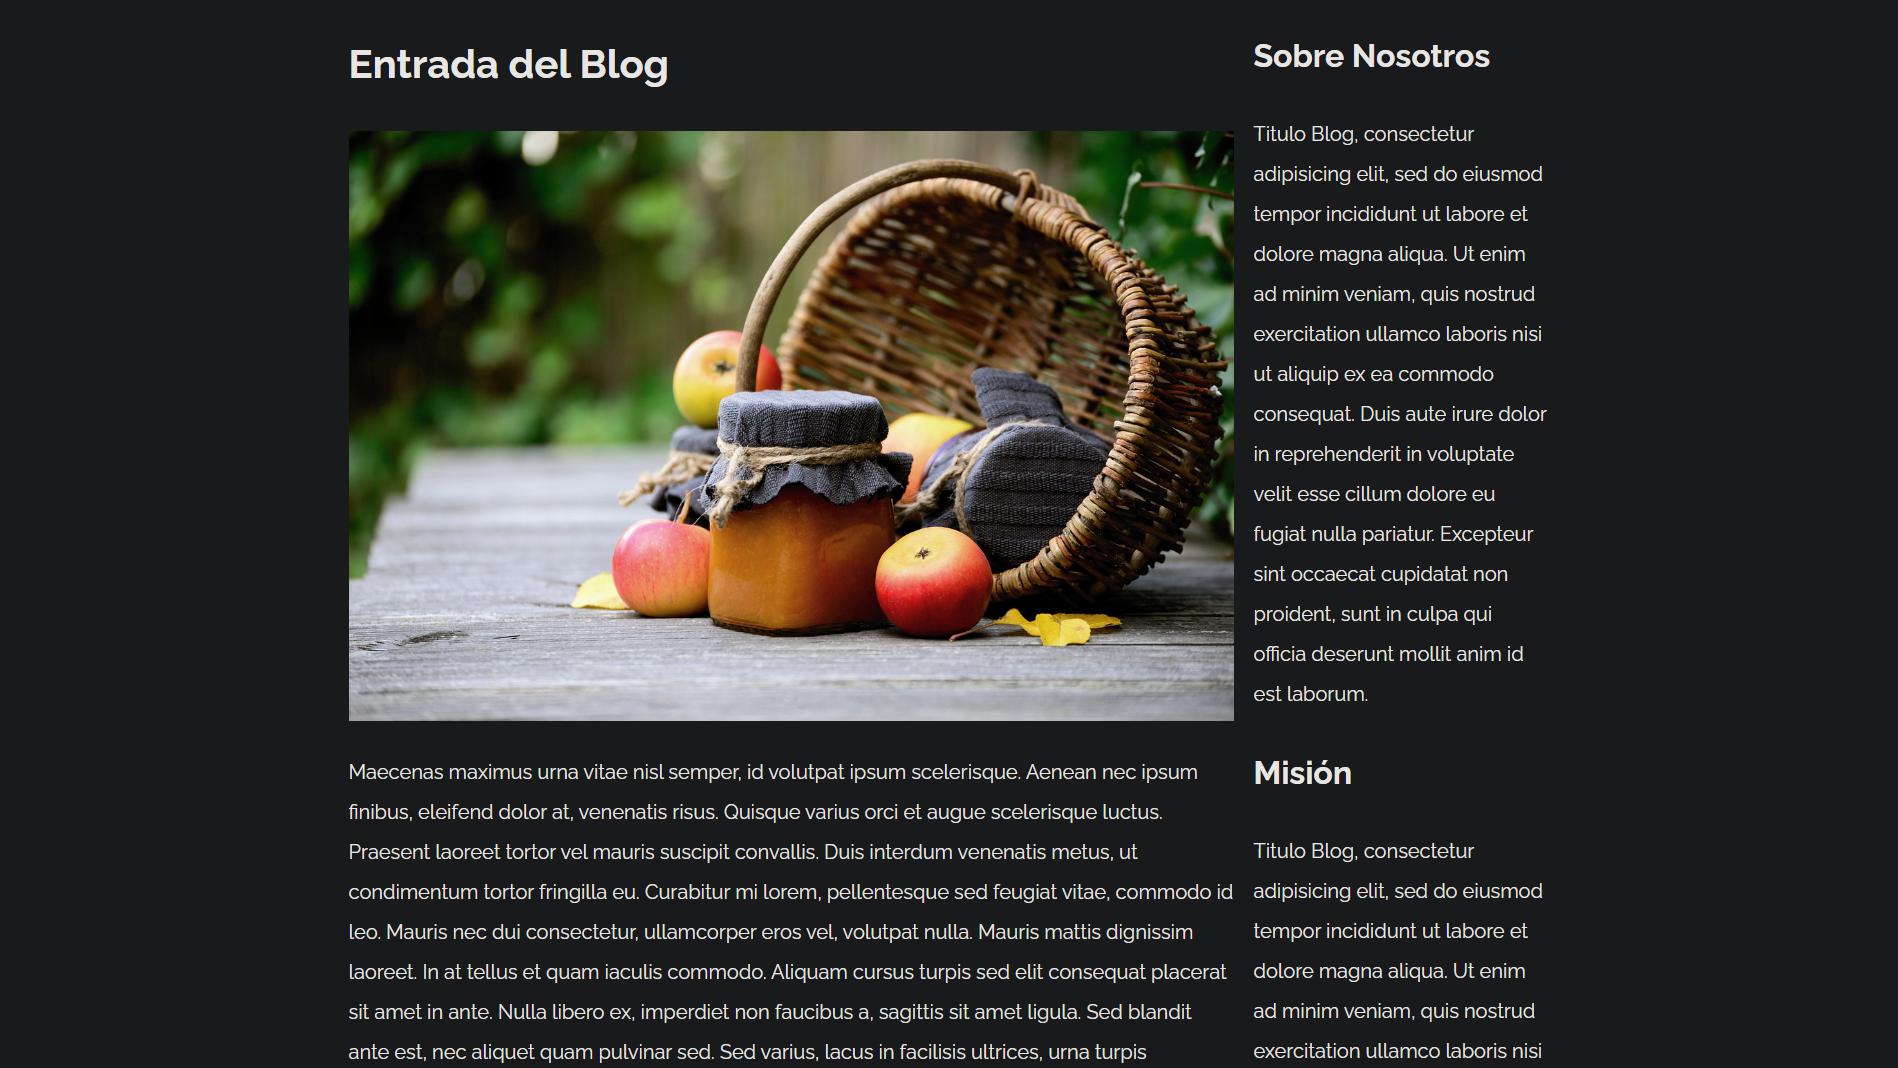 Entrada del Blog
Maecenas maximus urna vitae nisl semper, id volutpat ipsum scelerisque. Aenean nec ipsum
finibus, eleifend dolor at, venenatis risus. Quisque varius orci et augue scelerisque luctus.
Praesent laoreet tortor vel mauris suscipit convallis. Duis interdum venenatis metus, ut
condimentum tortor fringilla eu. Curabitur mi lorem, pellentesque sed feugiat vitae, commodo id
leo. Mauris nec dui consectetur, ullamcorper eros vel, volutpat nulla. Mauris mattis dignissim
laoreet. In at tellus et quam iaculis commodo. Aliquam cursus turpis sed elit consequat placerat
sit amet in ante. Nulla libero ex, imperdiet non faucibus a, sagittis sit amet ligula. Sed blandit
ante est, nec aliquet quam pulvinar sed. Sed varius, lacus in facilisis ultrices, urna turpis
Sobre Nosotros
Titulo Blog, consectetur
adipisicing elit, sed do eiusmod
tempor incididunt ut labore et
dolore magna aliqua. Ut enim
ad minim veniam, quis nostrud
exercitation ullamco laboris nisi
ut aliquip ex ea commodo
consequat. Duis aute irure dolor
in reprehenderit in voluptate
velit esse cillum dolore eu
fugiat nulla pariatur. Excepteur
sint occaecat cupidatat non
proident, sunt in culpa qui
officia deserunt mollit anim id
est laborum.
Misión
Titulo Blog, consectetur
adipisicing elit, sed do eiusmod
tempor incididunt ut labore et
dolore magna aliqua. Ut enim
ad minim veniam, quis nostrud
exercitation ullamco laboris nisi